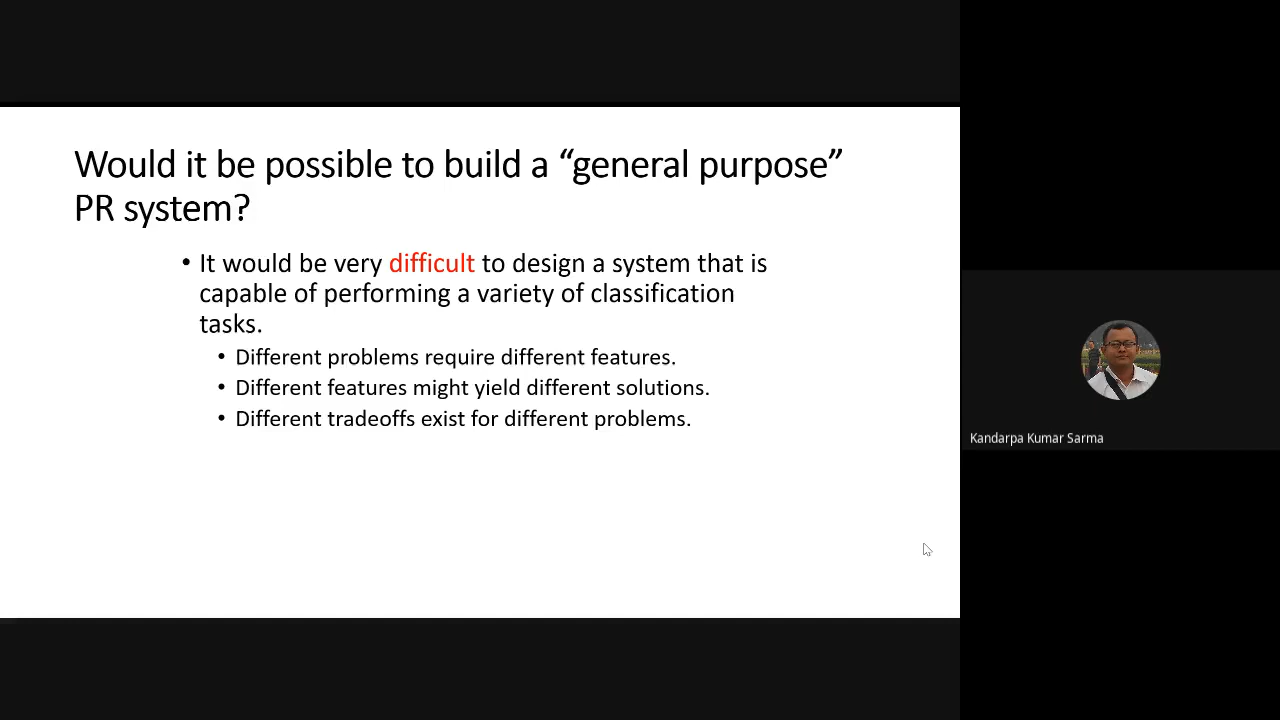 Would it be possible to build a “general purpose”
PR system?
• It would be very difficult to design a system that is
capable of performing a variety of classification
tasks.
• Different problems require different features.
• Different features might yield different solutions.
• Different tradeoffs exist for different problems.
Kandarpa Kumar Sarma